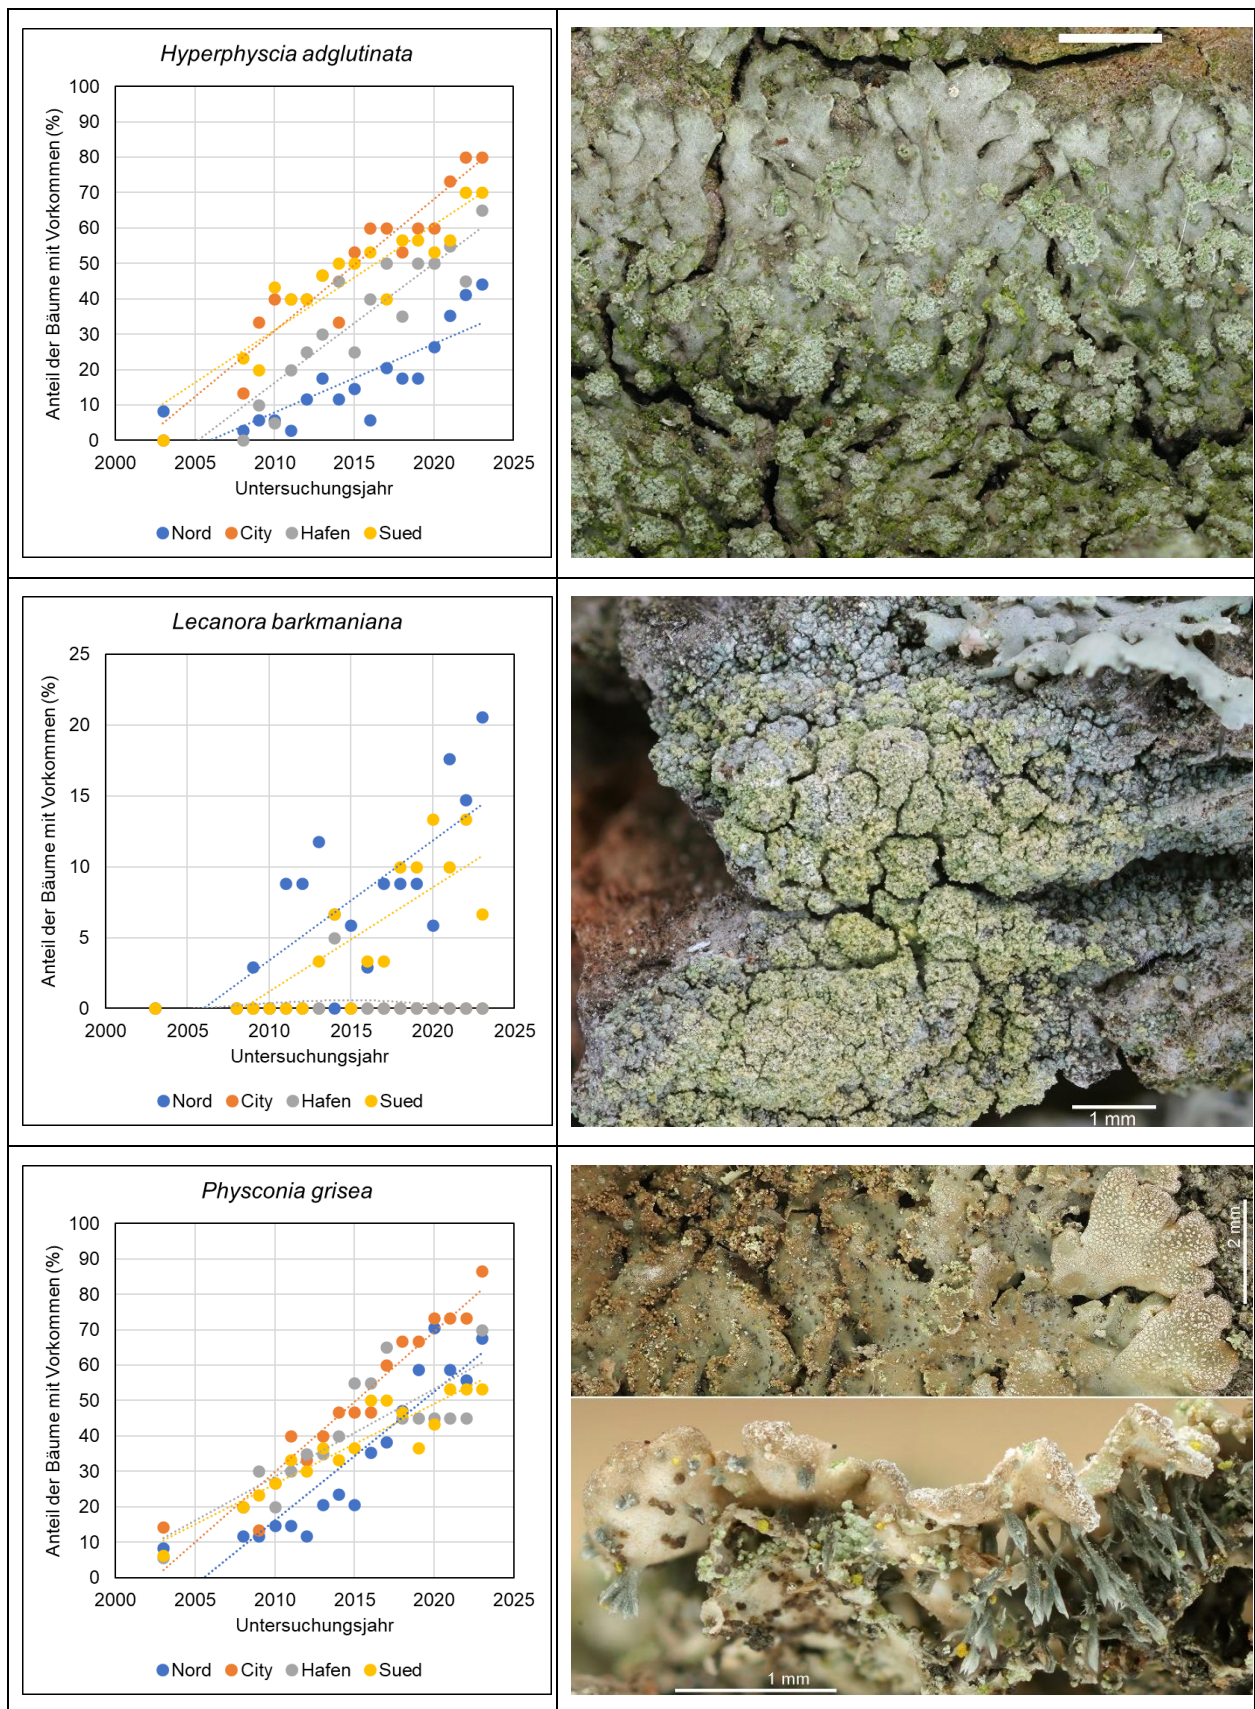 Hyperphyscia adglutinata
Anteil der Bäume mit Vorkommen (%)
100
90
80
70
60
50
40
30
20
10
0
2000 2005 2010 2015 2020 2025
Untersuchungsjahr
Nord City Hafen Sued
Lecanora barkmaniana
Anteil der Bäume mit Vorkommen (%)
25
20
15
10
5
0
2000 2005 2010 2015 2020 2025
Untersuchungsjahr
Nord City Hafen Sued
1 mm
Physconia grisea
Anteil der Bäume mit Vorkommen (%)
100
90
80
70
60
50
40
30
20
10
0
2000 2005 2010 2015 2020 2025
Untersuchungsjahr
Nord City Hafen Sued
2 mm
1 mm